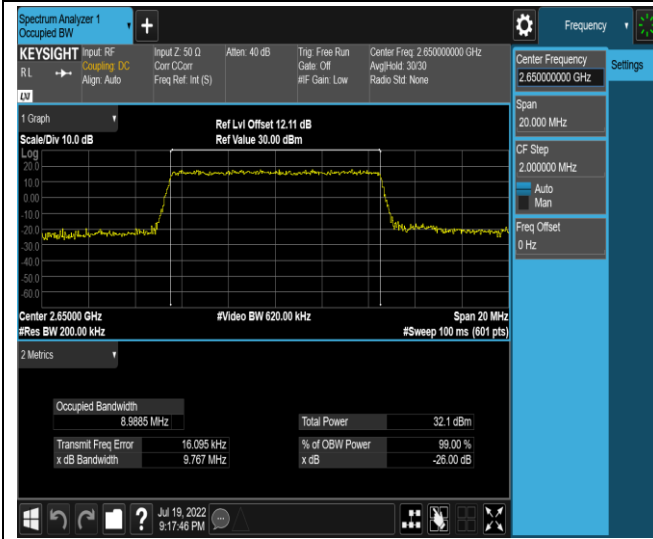 Spectrum Analyzer 1
Occupied BW
+
Frequency
KEYSIGHT
R L
LXI
Input: RF
Coupling: DC
Align: Auto
Input Z: 50 Ω
Corr CCorr
Freq Ref: Int (S)
Atten: 40 dB
Trig: Free Run
Gate: Off
#IF Gain: Low
Center Freq: 2.650000000 GHz
Avg|Hold: 30/30
Radio Std: None
Center Frequency
2.650000000 GHz
Settings
Span
20.000 MHz
CF Step
2.000000 MHz
Auto
Man
Freq Offset
0 Hz
1 Graph
Scale/Div 10.0 dB
Ref Lvl Offset 12.11 dB
Ref Value 30.00 dBm
Log
20.0
10.0
0.00
-10.0
-20.0
-30.0
-40.0
-50.0
-60.0
Center 2.65000 GHz
#Video BW 620.00 kHz
Span 20 MHz
#Res BW 200.00 kHz
#Sweep 100 ms (601 pts)
2 Metrics
Occupied Bandwidth
8.9885 MHz
Total Power 32.1 dBm
Transmit Freq Error 16.095 kHz
% of OBW Power 99.00 %
x dB Bandwidth 9.767 MHz
x dB -26.00 dB
?
Jul 19, 2022
9:17:46 PM